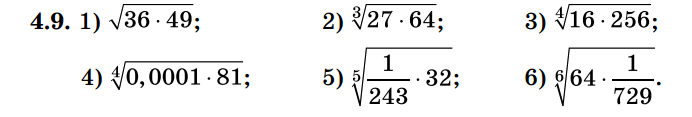 4.9. 1) √(36 · 49); 2) ∛(27 · 64); 3) ∜(16 · 256);
4) ∜(0,0001 · 81); 5) ⁵√(1/243 · 32); 6) ⁶√(64 · 1/729).